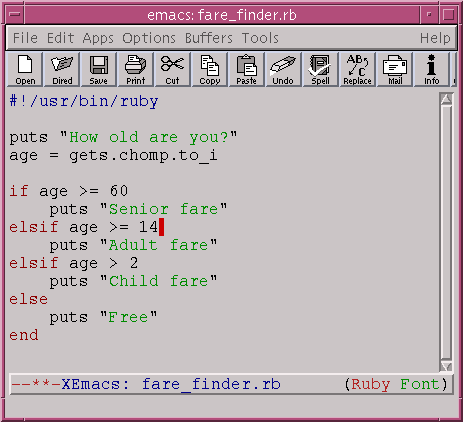 emacs: fare_finder.rb
File Edit Apps Options Buffers Tools Help
Open Dired Save Print Cut Copy Paste Undo Spell Replace Mail Info
#!/usr/bin/ruby
puts "How old are you?"
age = gets.chomp.to_i
if age >= 60
    puts "Senior fare"
elsif age >= 14
    puts "Adult fare"
elsif age > 2
    puts "Child fare"
else
    puts "Free"
end
--**-XEmacs: fare_finder.rb (Ruby Font)